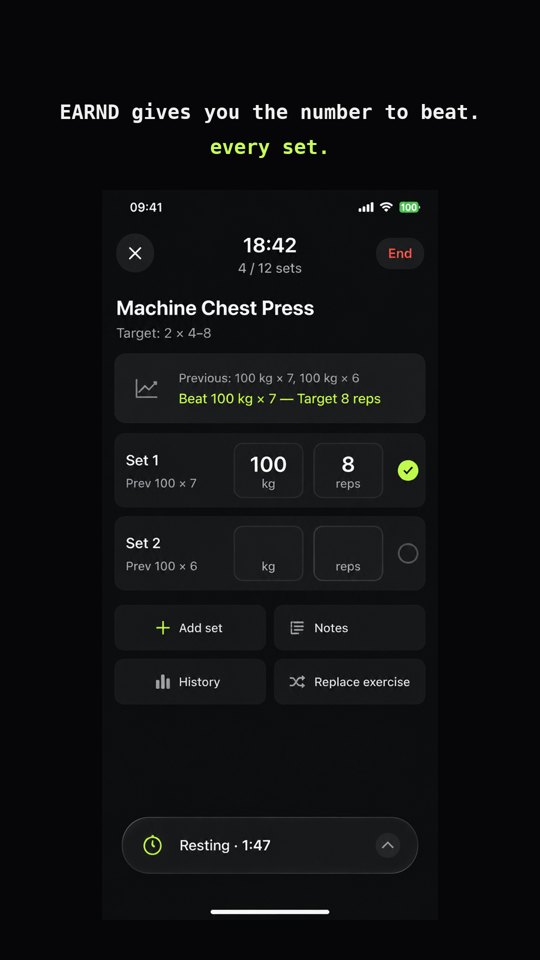 EARND gives you the number to beat.
every set.
09:41
100
18:42
4 / 12 sets
End
Machine Chest Press
Target: 2 × 4–8
Previous: 100 kg × 7, 100 kg × 6
Beat 100 kg × 7 — Target 8 reps
Set 1
Prev 100 × 7
100
kg
8
reps
Set 2
Prev 100 × 6
kg
reps
Add set
Notes
History
Replace exercise
Resting · 1:47